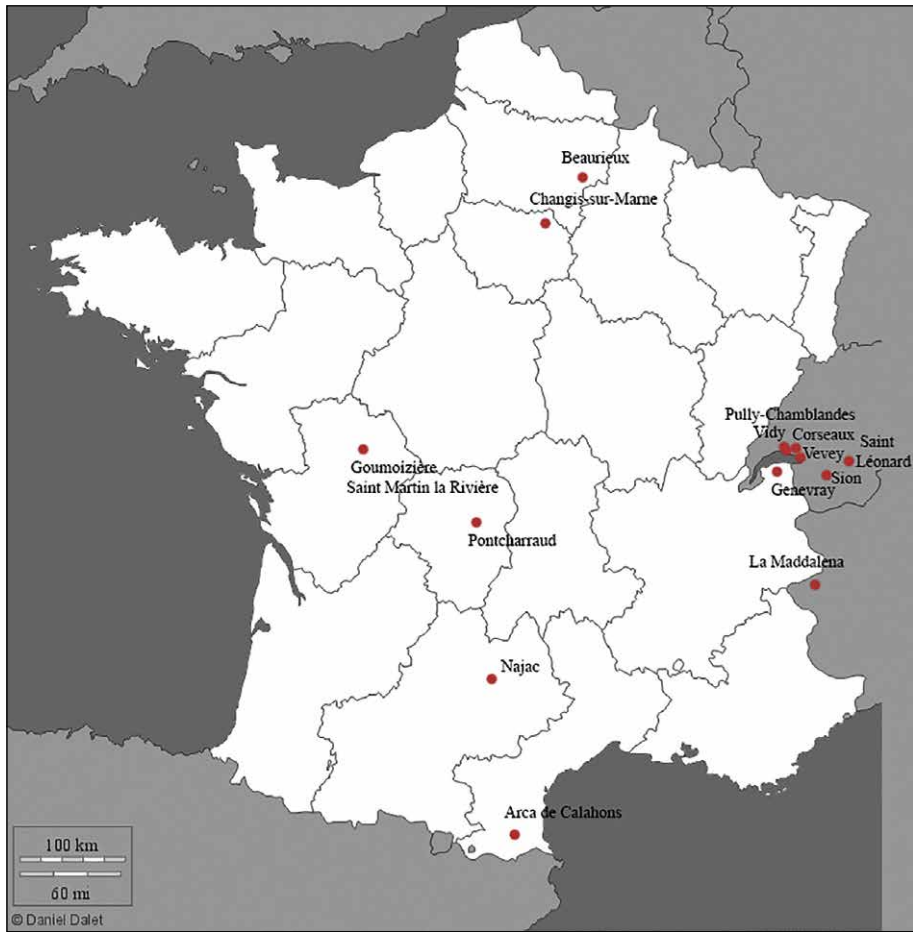 Beaurieux
Changis-sur-Marne
Pully-Chamblandes
Vidy
Corseaux
Vevey
Saint
Léonard
Sion
Genevray
Goumoizière
Saint Martin la Rivière
Pontcharraud
La Maddalena
Najac
Arca de Calahons
100 km
60 mi
© Daniel Dalet